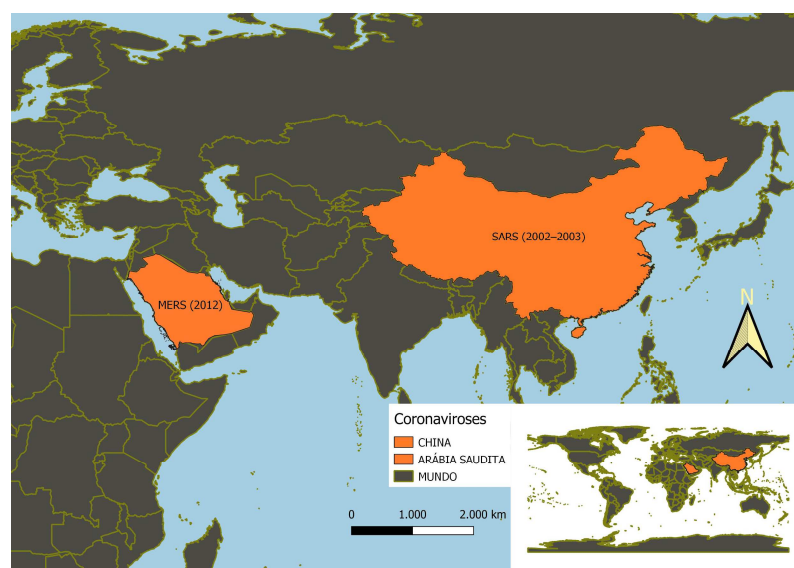 SARS (2002–2003)
MERS (2012)
N
Coronaviroses
CHINA
ARÁBIA SAUDITA
MUNDO
0 1.000 2.000 km